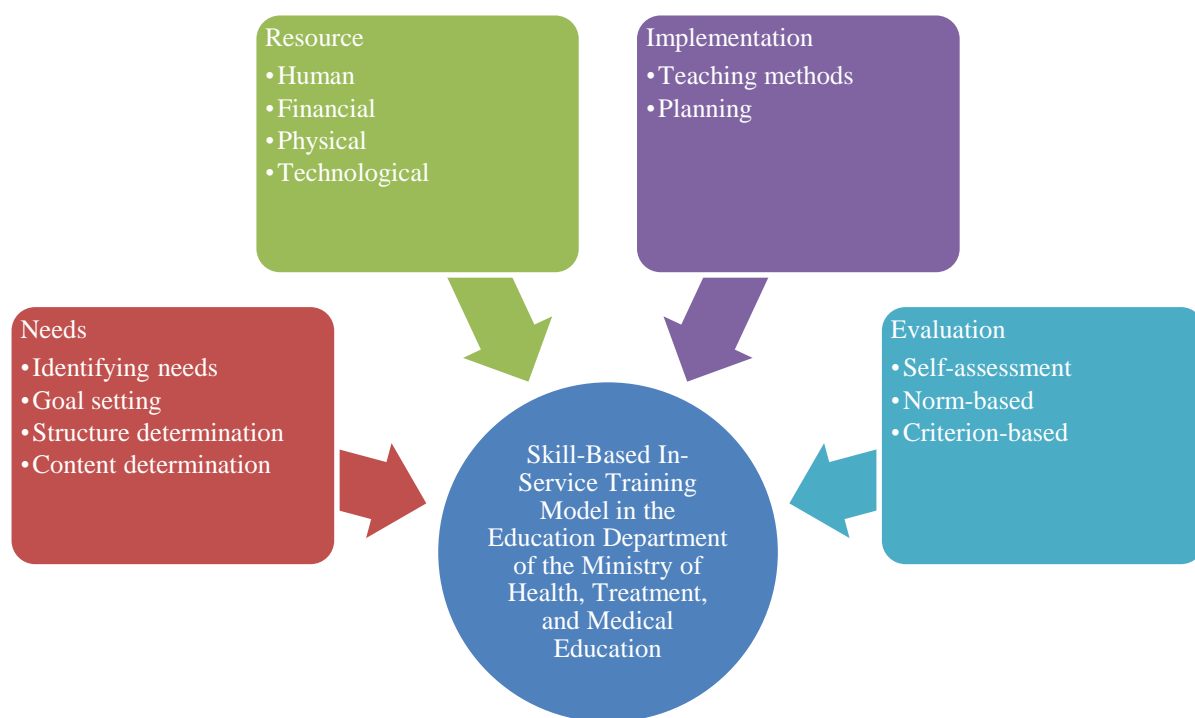 Resource
•Human
•Financial
•Physical
•Technological
Implementation
•Teaching methods
•Planning
Needs
•Identifying needs
•Goal setting
•Structure determination
•Content determination
Evaluation
•Self-assessment
•Norm-based
•Criterion-based
Skill-Based In-
Service Training
Model in the
Education Department
of the Ministry of
Health, Treatment,
and Medical
Education